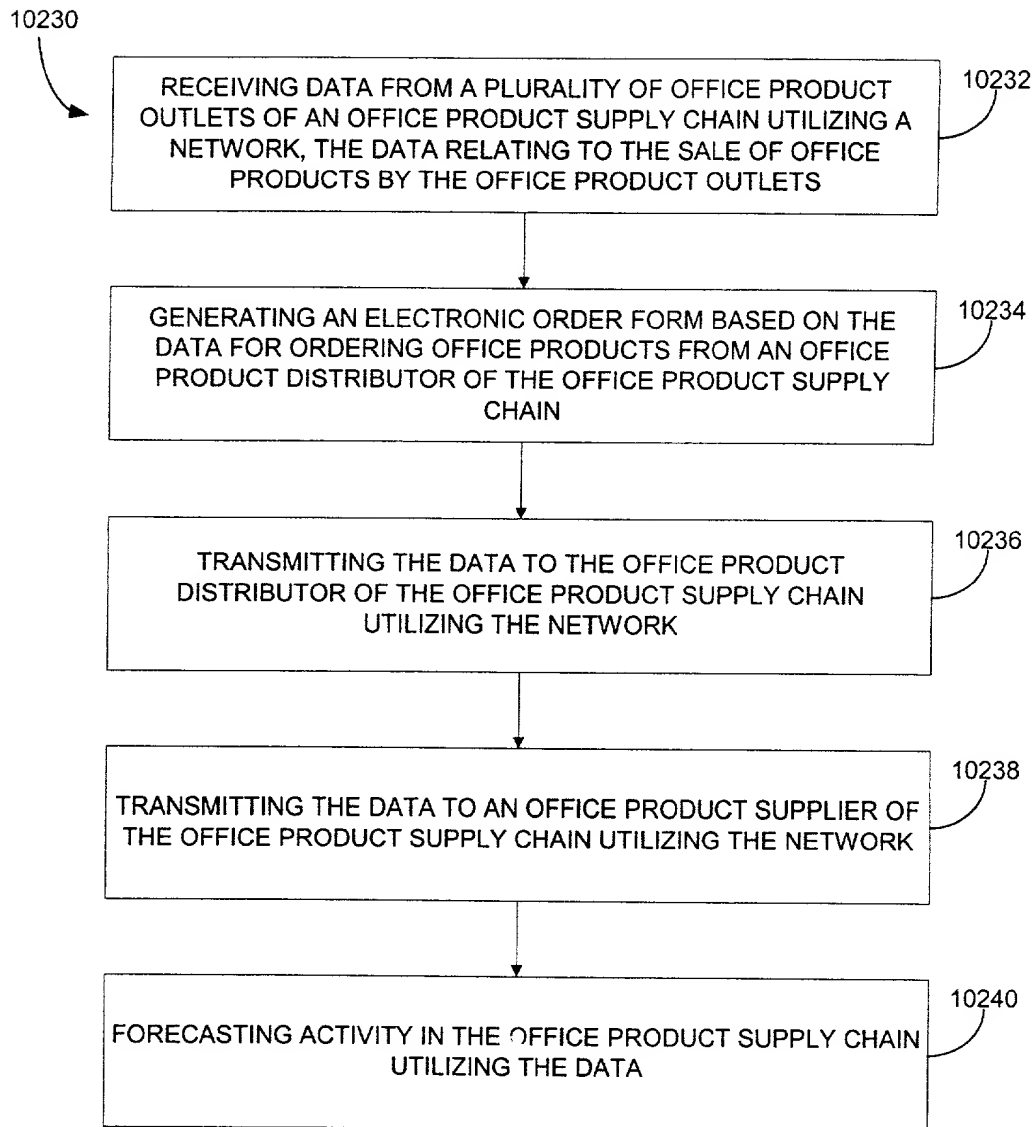 10230
10232
RECEIVING DATA FROM A PLURALITY OF OFFICE PRODUCT
OUTLETS OF AN OFFICE PRODUCT SUPPLY CHAIN UTILIZING A
NETWORK, THE DATA RELATING TO THE SALE OF OFFICE
PRODUCTS BY THE OFFICE PRODUCT OUTLETS
10234
GENERATING AN ELECTRONIC ORDER FORM BASED ON THE
DATA FOR ORDERING OFFICE PRODUCTS FROM AN OFFICE
PRODUCT DISTRIBUTOR OF THE OFFICE PRODUCT SUPPLY
CHAIN
10236
TRANSMITTING THE DATA TO THE OFFICE PRODUCT
DISTRIBUTOR OF THE OFFICE PRODUCT SUPPLY CHAIN
UTILIZING THE NETWORK
10238
TRANSMITTING THE DATA TO AN OFFICE PRODUCT SUPPLIER OF
THE OFFICE PRODUCT SUPPLY CHAIN UTILIZING THE NETWORK
10240
FORECASTING ACTIVITY IN THE OFFICE PRODUCT SUPPLY CHAIN
UTILIZING THE DATA